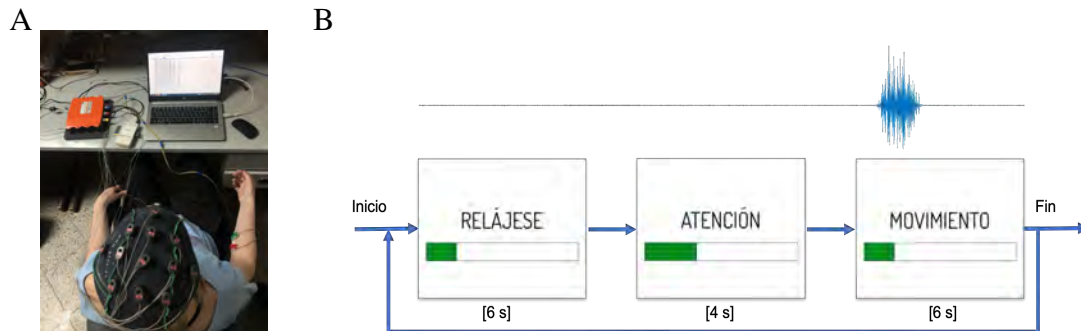 A
B
Inicio
RELÁJESE
ATENCIÓN
MOVIMIENTO
Fin
[6 s]
[4 s]
[6 s]